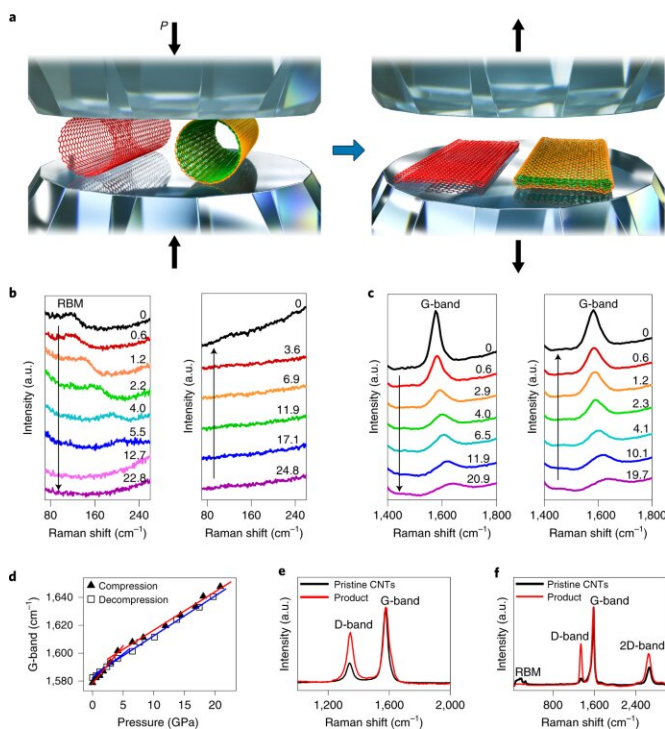 a
P
b
RBM
0
0.6
1.2
2.2
4.0
5.5
12.7
22.8
Intensity (a.u.)
80 160 240
Raman shift (cm−1)
0
3.6
6.9
11.9
17.1
24.8
Intensity (a.u.)
80 160 240
Raman shift (cm−1)
c
G-band
0
0.6
2.9
4.0
6.5
11.9
20.9
Intensity (a.u.)
1,400 1,600 1,800
Raman shift (cm−1)
G-band
0
0.6
1.2
2.3
4.1
10.1
19.7
Intensity (a.u.)
1,400 1,600 1,800
Raman shift (cm−1)
d
Compression
Decompression
1,640
1,620
1,600
1,580
G-band (cm−1)
0 5 10 15 20
Pressure (GPa)
e
Pristine CNTs
Product
G-band
D-band
Intensity (a.u.)
1,200 1,600 2,000
Raman shift (cm−1)
f
Pristine CNTs
Product
G-band
D-band
2D-band
RBM
Intensity (a.u.)
800 1,600 2,400
Raman shift (cm−1)